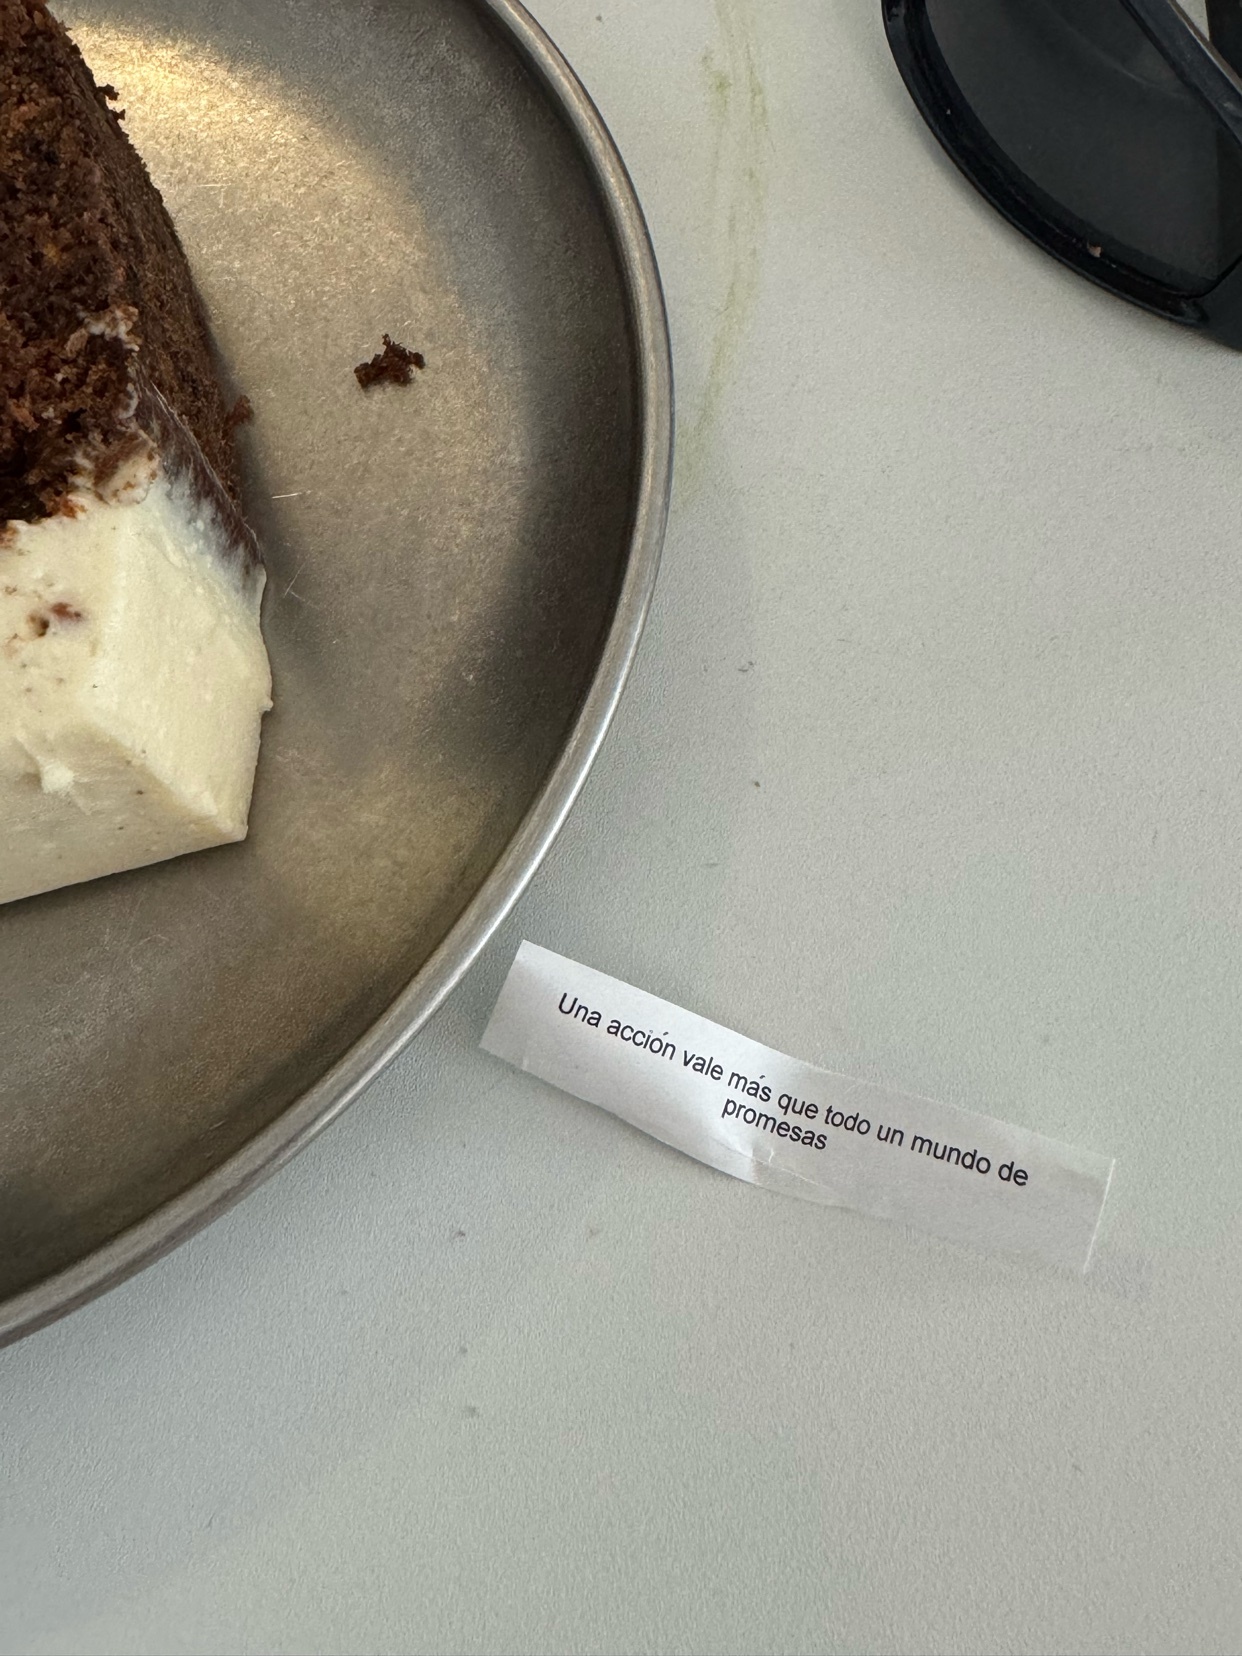 Una acción vale más que todo un mundo de
promesas